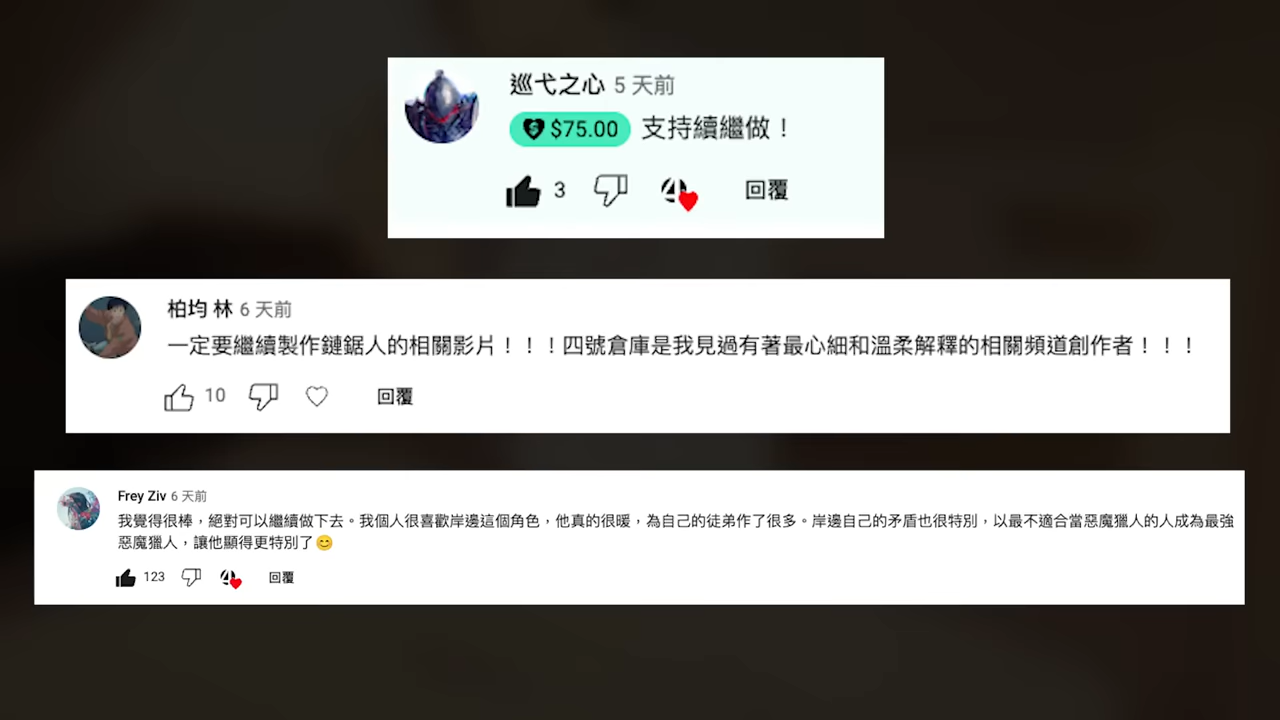 巡弋之心 5 天前
$75.00 支持續繼做！
3 回覆
柏均 林 6 天前
一定要繼續製作鏈鋸人的相關影片！！！四號倉庫是我見過有著最心細和溫柔解釋的相關頻道創作者！！！
10 回覆
Frey Ziv 6 天前
我覺得很棒，絕對可以繼續做下去。我個人很喜歡岸邊這個角色，他真的很暖，為自己的徒弟作了很多。岸邊自己的矛盾也很特別，以最不適合當惡魔獵人的人成為最強
惡魔獵人，讓他顯得更特別了😊
123 回覆